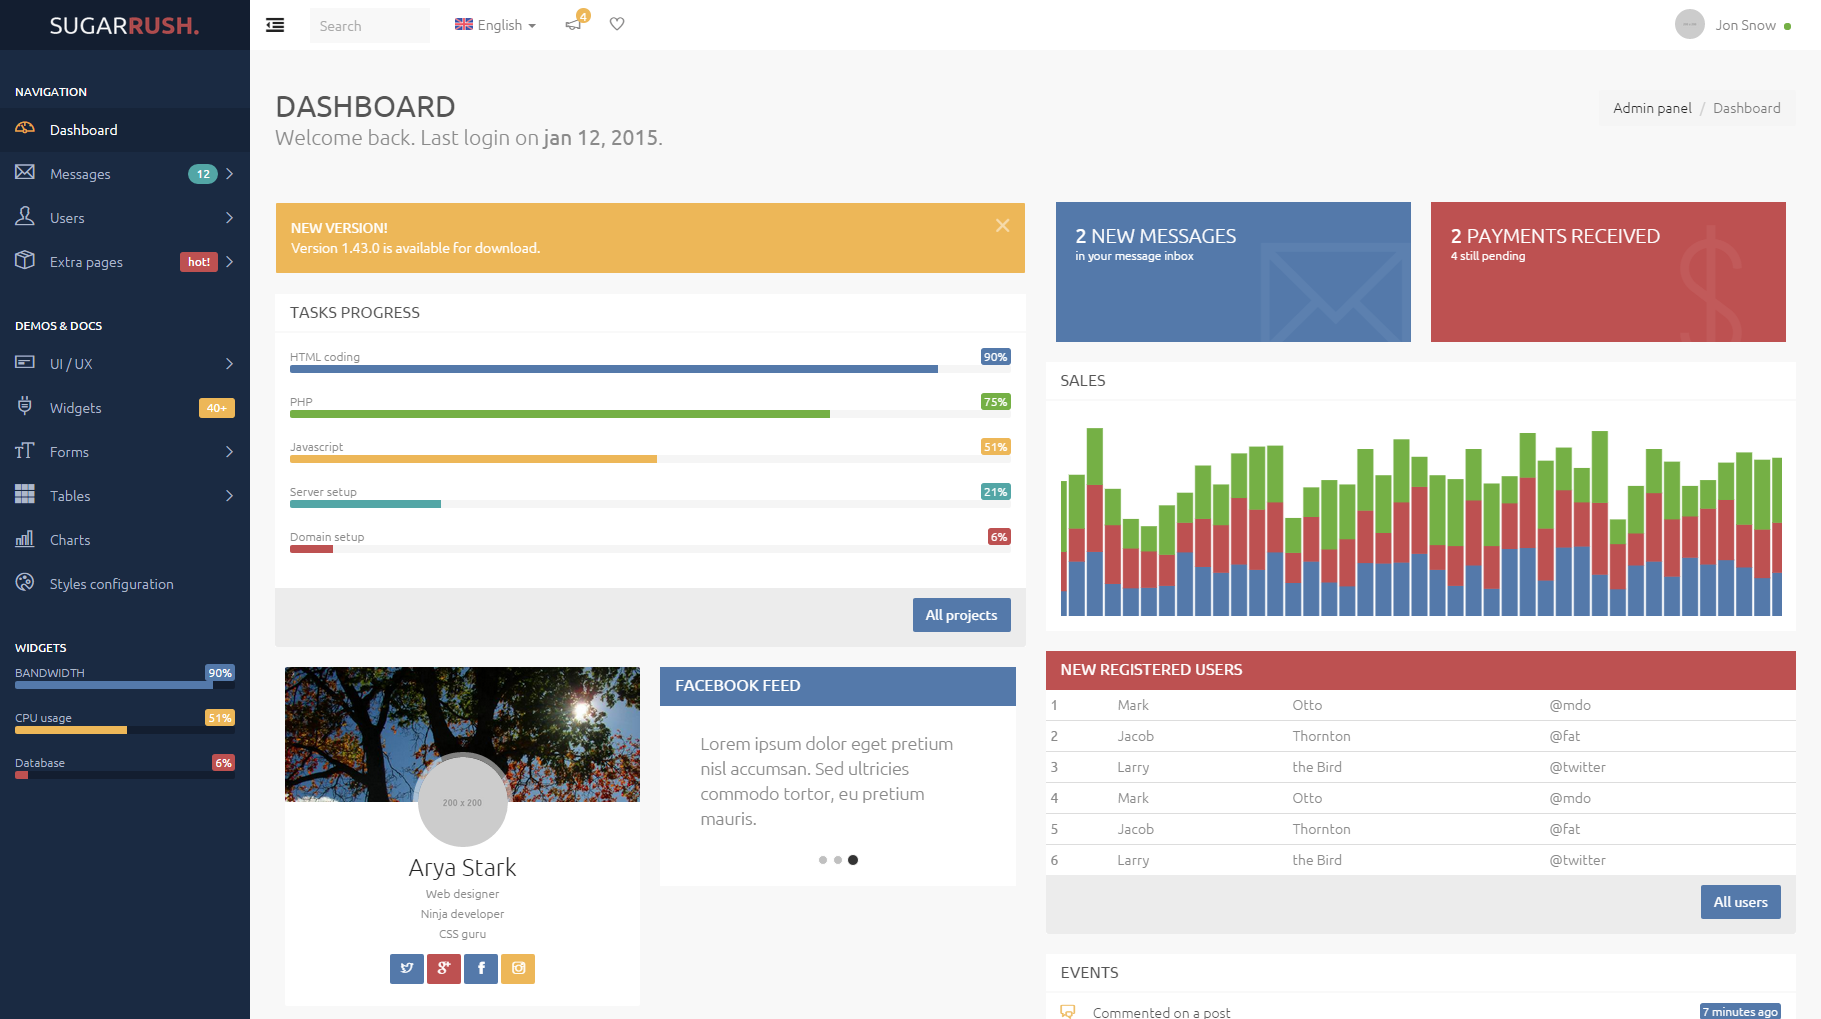 SUGARRUSH.
Search
English
4
Jon Snow
NAVIGATION
Dashboard
Messages 12
Users
Extra pages hot!
DEMOS & DOCS
UI / UX
Widgets 40+
Forms
Tables
Charts
Styles configuration
WIDGETS
BANDWIDTH 90%
CPU usage 51%
Database 6%
DASHBOARD
Welcome back. Last login on jan 12, 2015.
Admin panel / Dashboard
NEW VERSION!
Version 1.43.0 is available for download.
TASKS PROGRESS
HTML coding 90%
PHP 75%
Javascript 51%
Server setup 21%
Domain setup 6%
All projects
200 x 200
Arya Stark
Web designer
Ninja developer
CSS guru
FACEBOOK FEED
Lorem ipsum dolor eget pretium
nisl accumsan. Sed ultricies
commodo tortor, eu pretium
mauris.
2 NEW MESSAGES
in your message inbox
2 PAYMENTS RECEIVED
4 still pending
SALES
NEW REGISTERED USERS
1 Mark Otto @mdo
2 Jacob Thornton @fat
3 Larry the Bird @twitter
4 Mark Otto @mdo
5 Jacob Thornton @fat
6 Larry the Bird @twitter
All users
EVENTS
Commented on a post 7 minutes ago